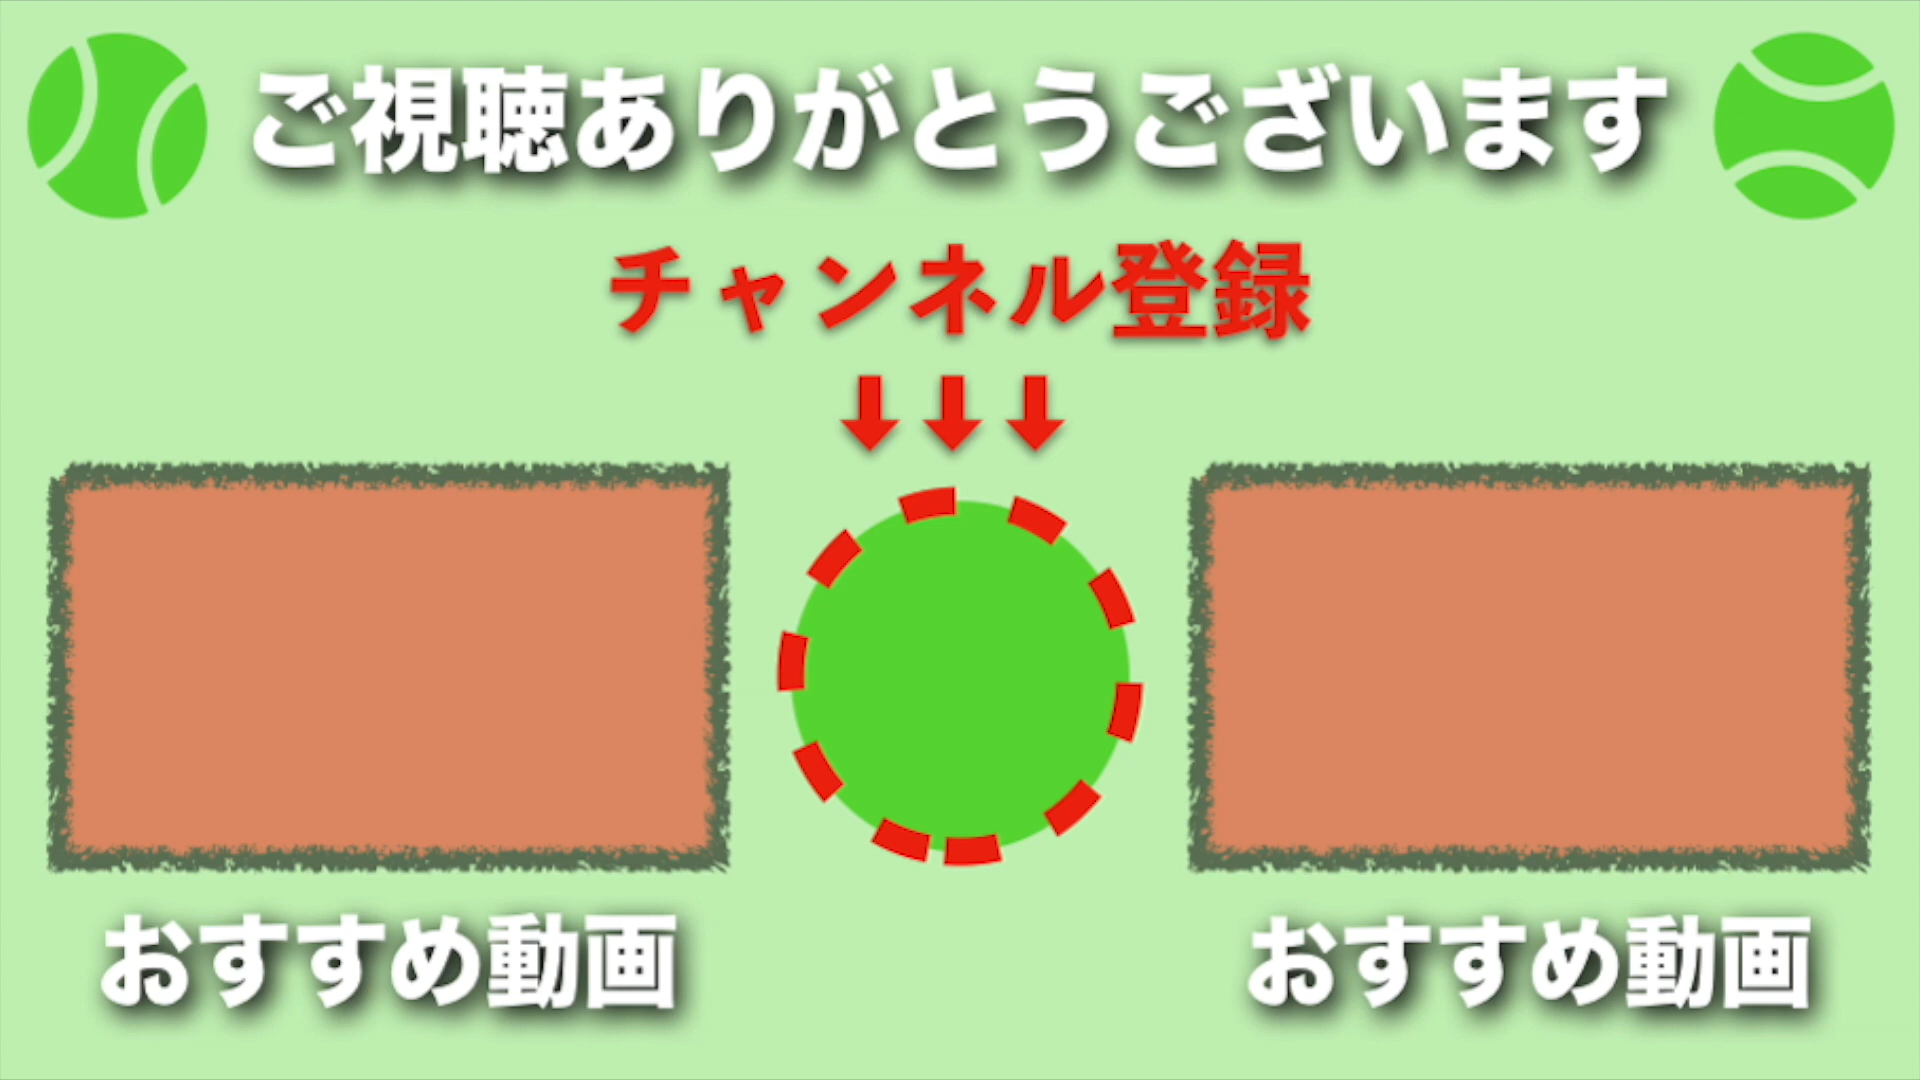 ご視聴ありがとうございます
チャンネル登録
おすすめ動画
おすすめ動画